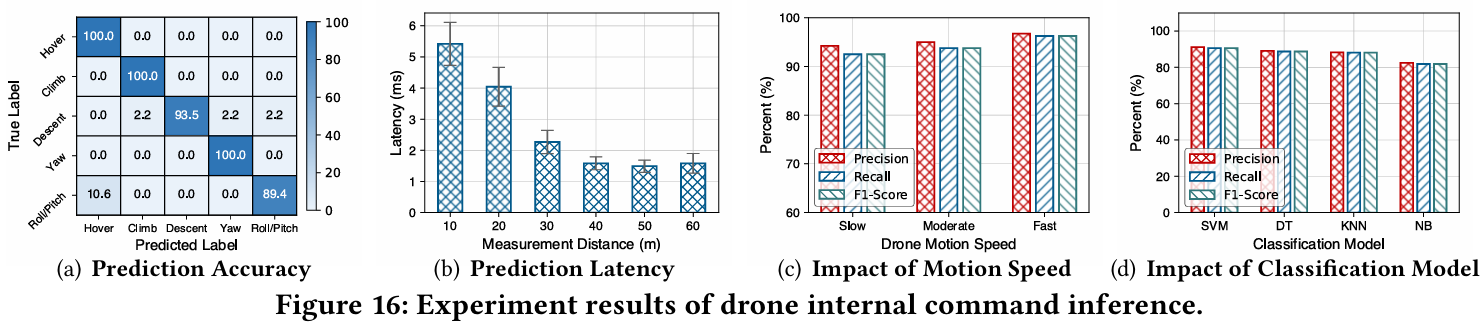 True Label
Hover 100.0 0.0 0.0 0.0 0.0
Climb 0.0 100.0 0.0 0.0 0.0
Descent 0.0 2.2 93.5 2.2 2.2
Yaw 0.0 0.0 0.0 100.0 0.0
Roll/Pitch 10.6 0.0 0.0 0.0 89.4
Hover Climb Descent Yaw Roll/Pitch
Predicted Label
100
80
60
40
20
0
(a) Prediction Accuracy
Latency (ms)
6
5
4
3
2
1
0
10 20 30 40 50 60
Measurement Distance (m)
(b) Prediction Latency
Percent (%)
100
90
80
70
60
Precision
Recall
F1-Score
Slow Moderate Fast
Drone Motion Speed
(c) Impact of Motion Speed
Percent (%)
100
80
60
40
20
0
Precision
Recall
F1-Score
SVM DT KNN NB
Classification Model
(d) Impact of Classification Model
Figure 16: Experiment results of drone internal command inference.